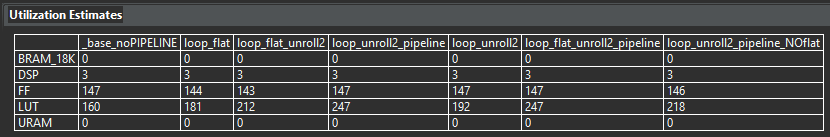 Utilization Estimates
_base_noPIPELINE loop_flat loop_flat_unroll2 loop_unroll2_pipeline loop_unroll2 loop_flat_unroll2_pipeline loop_unroll2_pipeline_NOflat
BRAM_18K 0 0 0 0 0 0 0
DSP 3 3 3 3 3 3 3
FF 147 144 143 147 147 147 146
LUT 160 181 212 247 192 247 218
URAM 0 0 0 0 0 0 0